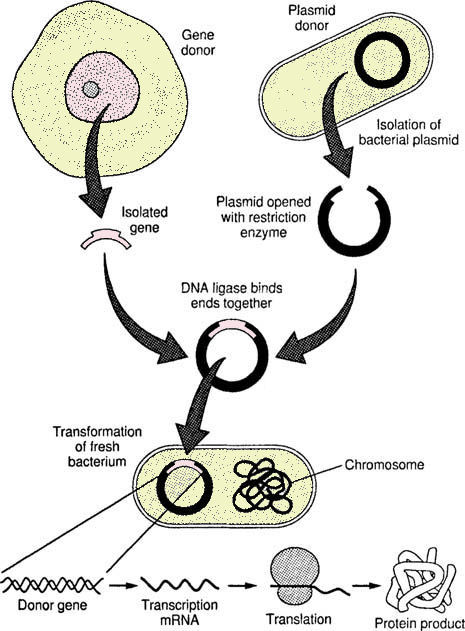 Gene
donor
Plasmid
donor
Isolation of
bacterial plasmid
Isolated
gene
Plasmid opened
with restriction
enzyme
DNA ligase binds
ends together
Transformation
of fresh
bacterium
Chromosome
Donor gene
Transcription
mRNA
Translation
Protein product